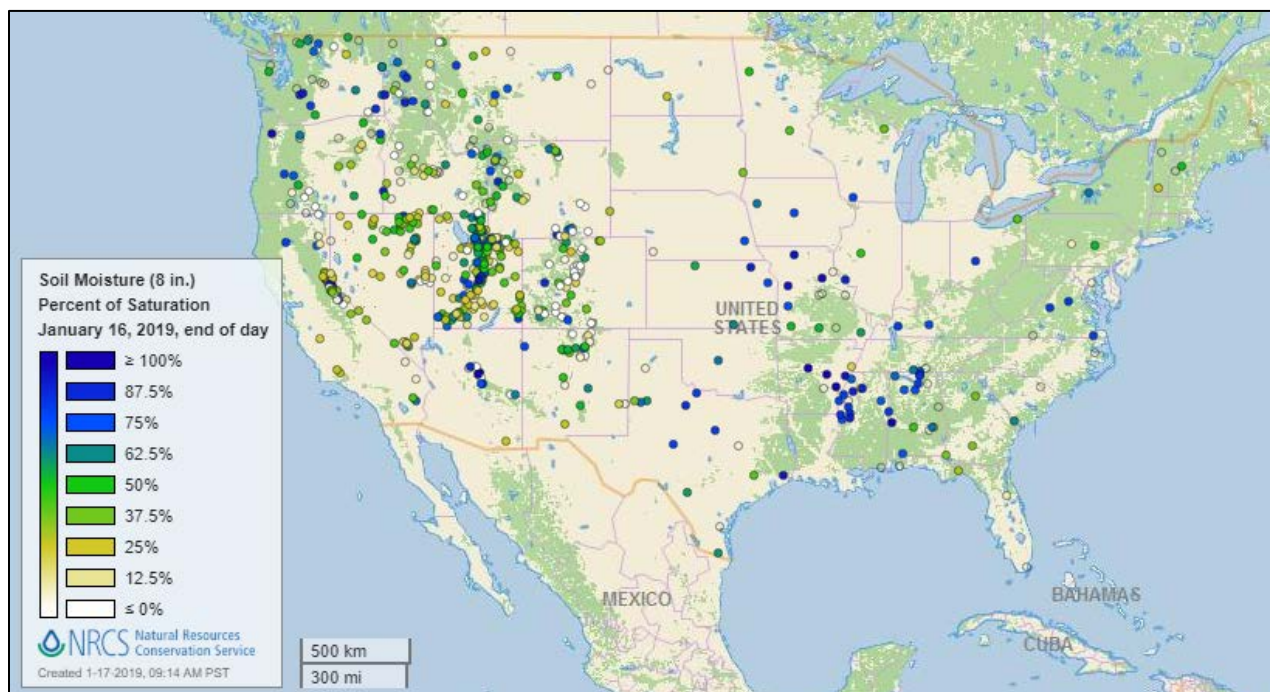 Soil Moisture (8 in.)
Percent of Saturation
January 16, 2019, end of day
≥ 100%
87.5%
75%
62.5%
50%
37.5%
25%
12.5%
≤ 0%
NRCS Natural Resources
Conservation Service
Created 1-17-2019, 09:14 AM PST
500 km
300 mi
UNITED
STATES
MEXICO
BAHAMAS
CUBA